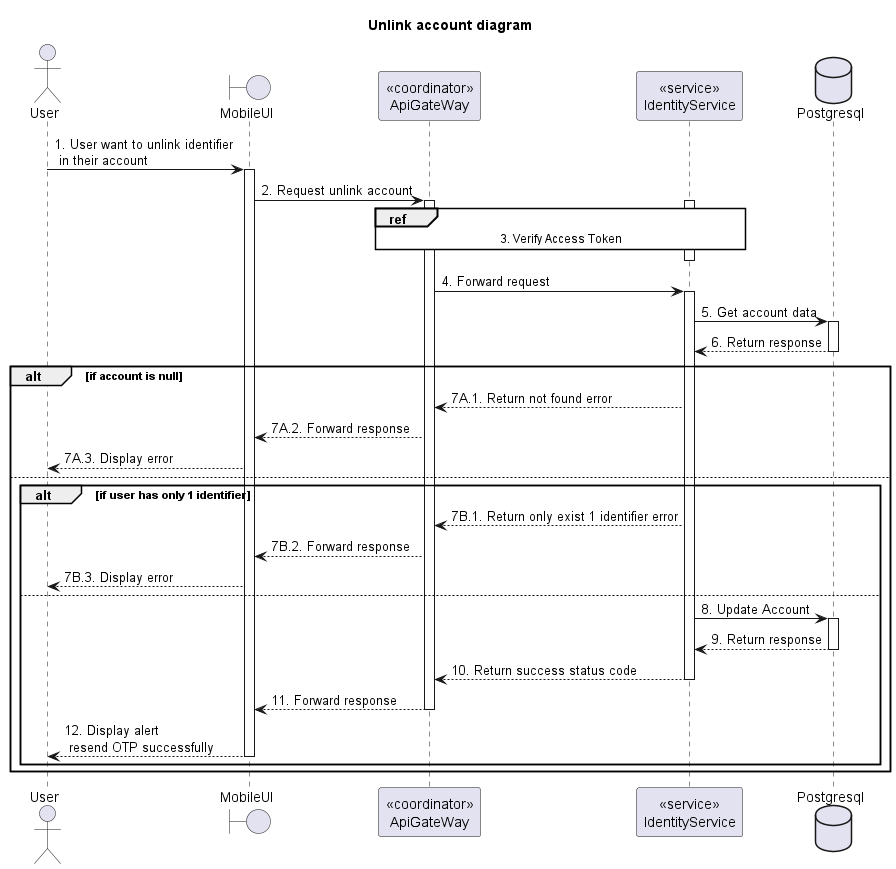 Unlink account diagram
User
MobileUI
«coordinator»
ApiGateWay
«service»
IdentityService
Postgresql
1. User want to unlink identifier
in their account
2. Request unlink account
ref
3. Verify Access Token
4. Forward request
5. Get account data
6. Return response
alt
[if account is null]
7A.1. Return not found error
7A.2. Forward response
7A.3. Display error
alt
[if user has only 1 identifier]
7B.1. Return only exist 1 identifier error
7B.2. Forward response
7B.3. Display error
8. Update Account
9. Return response
10. Return success status code
11. Forward response
12. Display alert
resend OTP successfully
User
MobileUI
«coordinator»
ApiGateWay
«service»
IdentityService
Postgresql